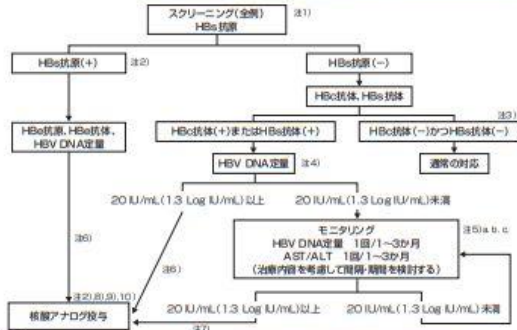 スクリーニング(全例)
HBs抗原
注1)
HBs抗原(+)
注2)
HBs抗原(−)
HBc抗体、HBs抗体
注3)
HBe抗原、HBe抗体、
HBV DNA定量
HBc抗体(+)またはHBs抗体(+)
HBc抗体(−)かつHBs抗体(−)
HBV DNA定量
注4)
通常の対応
20 IU/mL(1.3 Log IU/mL)以上
20 IU/mL(1.3 Log IU/mL)未満
モニタリング
HBV DNA定量 1回/1~3か月
AST/ALT 1回/1~3か月
(治療内容を考慮して間隔・期間を検討する)
注5)a.b.c.
注6)
注6)
注2),8),9),10)
核酸アナログ投与
20 IU/mL(1.3 Log IU/mL)以上
20 IU/mL(1.3 Log IU/mL)未満
注7)